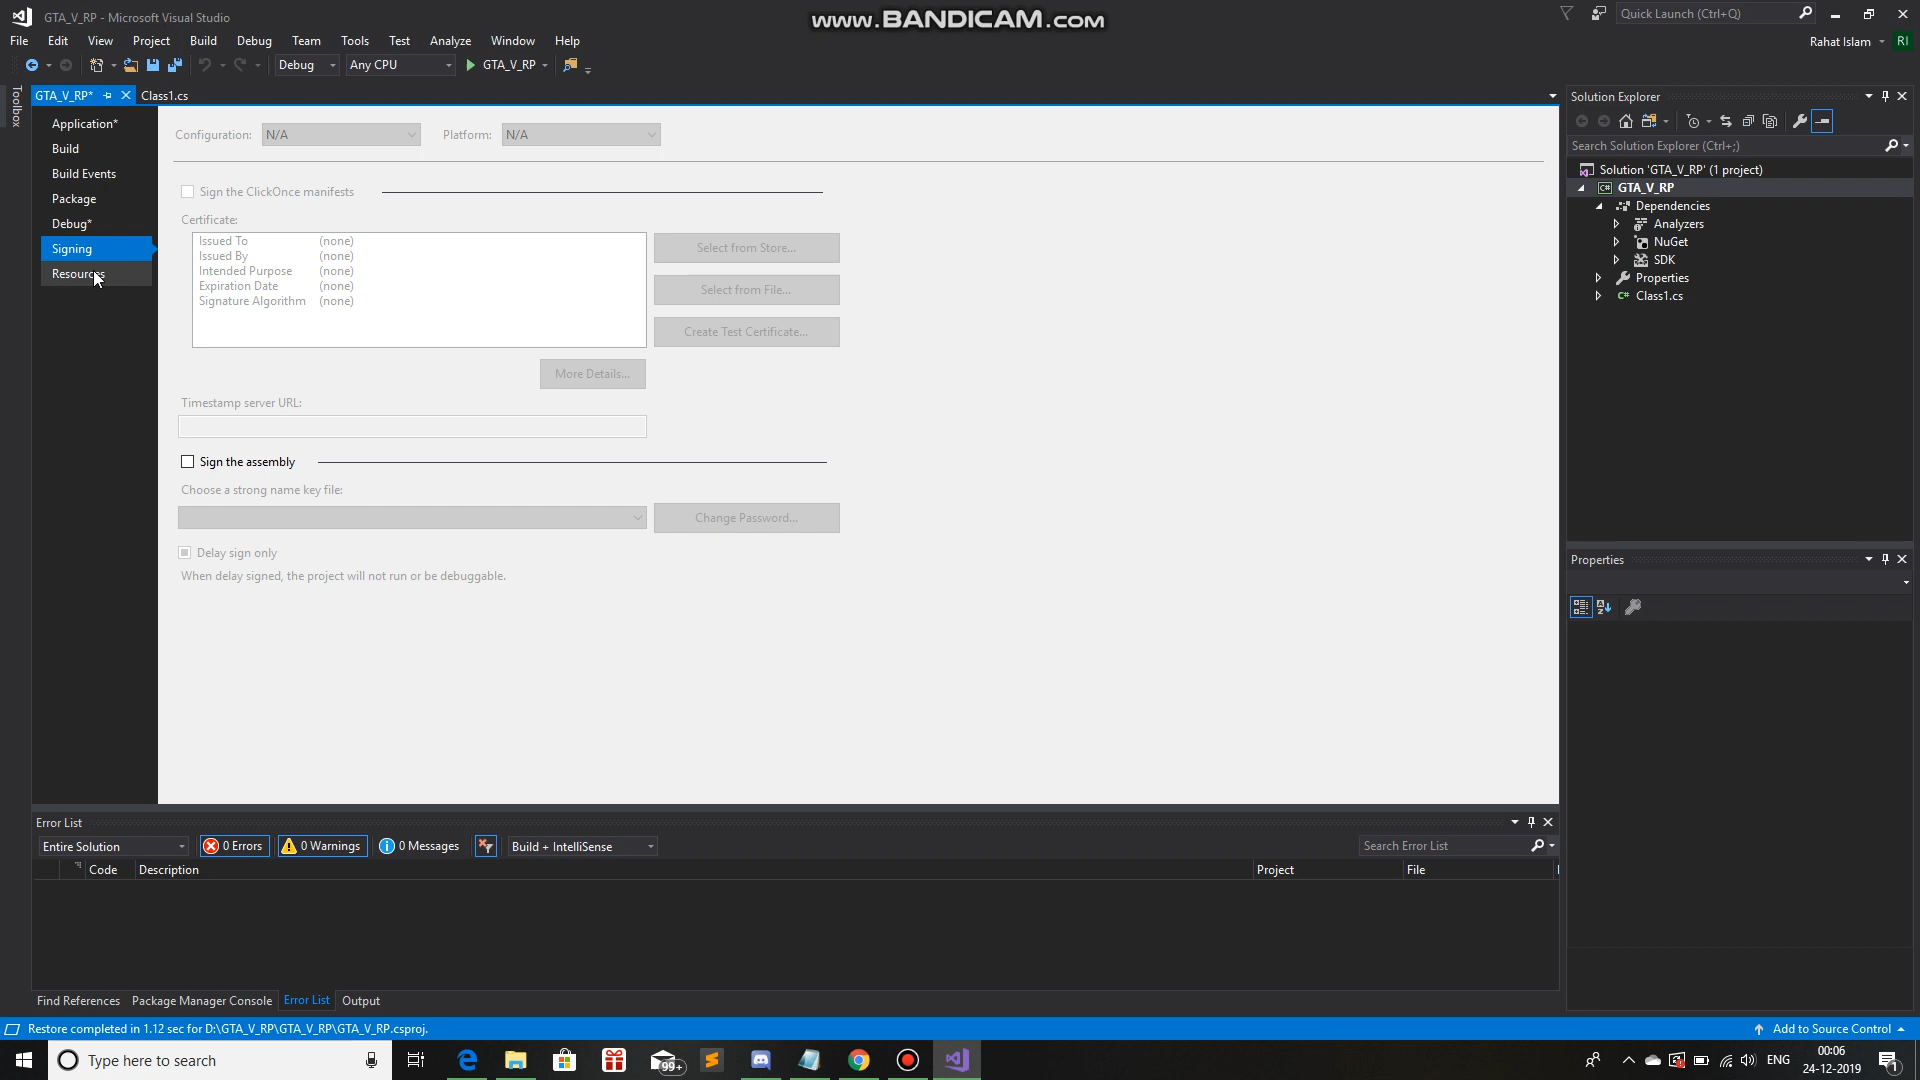 GTA_V_RP - Microsoft Visual Studio
www.BANDICAM.com
Quick Launch (Ctrl+Q)
File Edit View Project Build Debug Team Tools Test Analyze Window Help
Rahat Islam RI
Debug Any CPU GTA_V_RP
Toolbox
GTA_V_RP* Class1.cs
Application*
Build
Build Events
Package
Debug*
Signing
Resources
Configuration: N/A Platform: N/A
Sign the ClickOnce manifests
Certificate:
Issued To (none)
Issued By (none)
Intended Purpose (none)
Expiration Date (none)
Signature Algorithm (none)
Select from Store...
Select from File...
Create Test Certificate...
More Details...
Timestamp server URL:
Sign the assembly
Choose a strong name key file:
Change Password...
Delay sign only
When delay signed, the project will not run or be debuggable.
Solution Explorer
Search Solution Explorer (Ctrl+;)
Solution 'GTA_V_RP' (1 project)
C# GTA_V_RP
Dependencies
Analyzers
NuGet
SDK
Properties
C# Class1.cs
Properties
Error List
Entire Solution 0 Errors 0 Warnings 0 Messages Build + IntelliSense Search Error List
Code Description Project File
Find References Package Manager Console Error List Output
Restore completed in 1.12 sec for D:\GTA_V_RP\GTA_V_RP\GTA_V_RP.csproj.
Add to Source Control
Type here to search
99+
ENG
00:06
24-12-2019
1